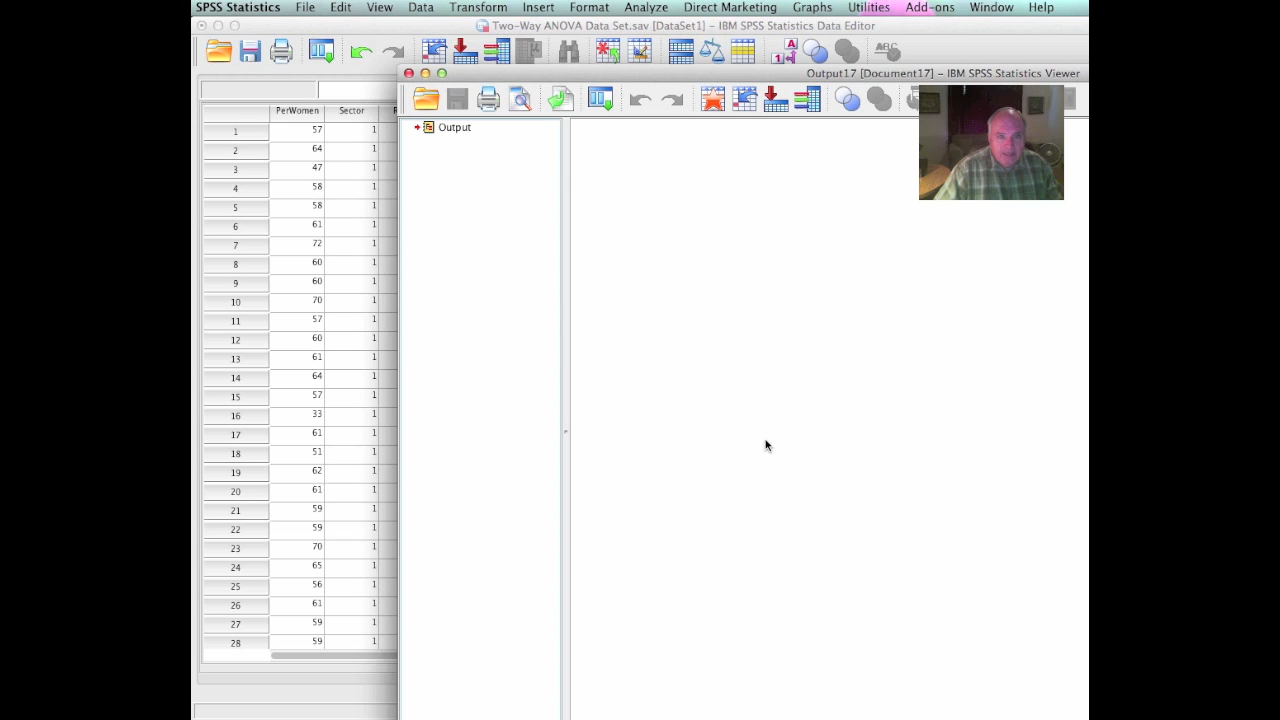 SPSS Statistics File Edit View Data Transform Insert Format Analyze Direct Marketing Graphs Utilities Add-ons Window Help
Two-Way ANOVA Data Set.sav [DataSet1] – IBM SPSS Statistics Data Editor
Output17 [Document17] – IBM SPSS Statistics Viewer
Output
PerWomen Sector
1 57 1
2 64 1
3 47 1
4 58 1
5 58 1
6 61 1
7 72 1
8 60 1
9 60 1
10 70 1
11 57 1
12 60 1
13 61 1
14 64 1
15 57 1
16 33 1
17 61 1
18 51 1
19 62 1
20 61 1
21 59 1
22 59 1
23 70 1
24 65 1
25 56 1
26 61 1
27 59 1
28 59 1